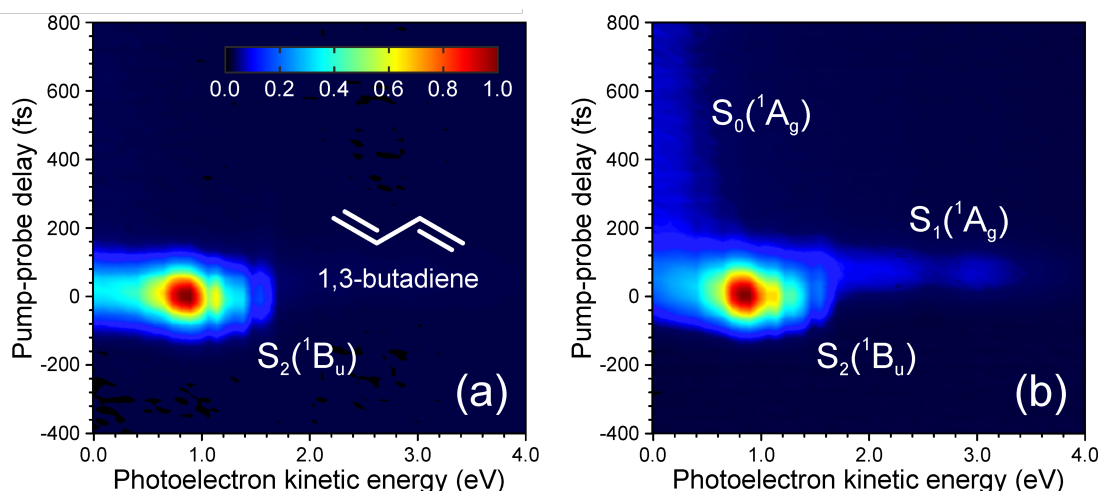 800
600
400
200
0
-200
-400
Pump-probe delay (fs)
0.0 0.2 0.4 0.6 0.8 1.0
1,3-butadiene
S₂(¹Bᵤ)
(a)
0.0 1.0 2.0 3.0 4.0
Photoelectron kinetic energy (eV)
800
600
400
200
0
-200
-400
Pump-probe delay (fs)
S₀(¹A_g)
S₁(¹A_g)
S₂(¹Bᵤ)
(b)
0.0 1.0 2.0 3.0 4.0
Photoelectron kinetic energy (eV)